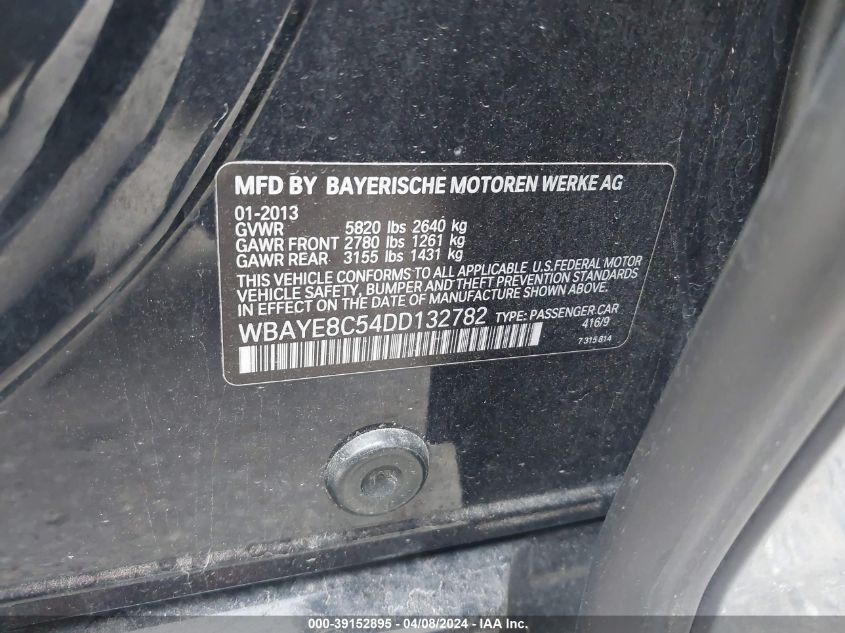 MFD BY BAYERISCHE MOTOREN WERKE AG
01-2013
GVWR 5820 lbs 2640 kg
GAWR FRONT 2780 lbs 1261 kg
GAWR REAR 3155 lbs 1431 kg
THIS VEHICLE CONFORMS TO ALL APPLICABLE U.S.FEDERAL MOTOR
VEHICLE SAFETY, BUMPER AND THEFT PREVENTION STANDARDS
IN EFFECT ON THE DATE OF MANUFACTURE SHOWN ABOVE.
WBAYE8C54DD132782 TYPE: PASSENGER CAR
416/9
7 315 814
000-39152895 - 04/08/2024 - IAA Inc.